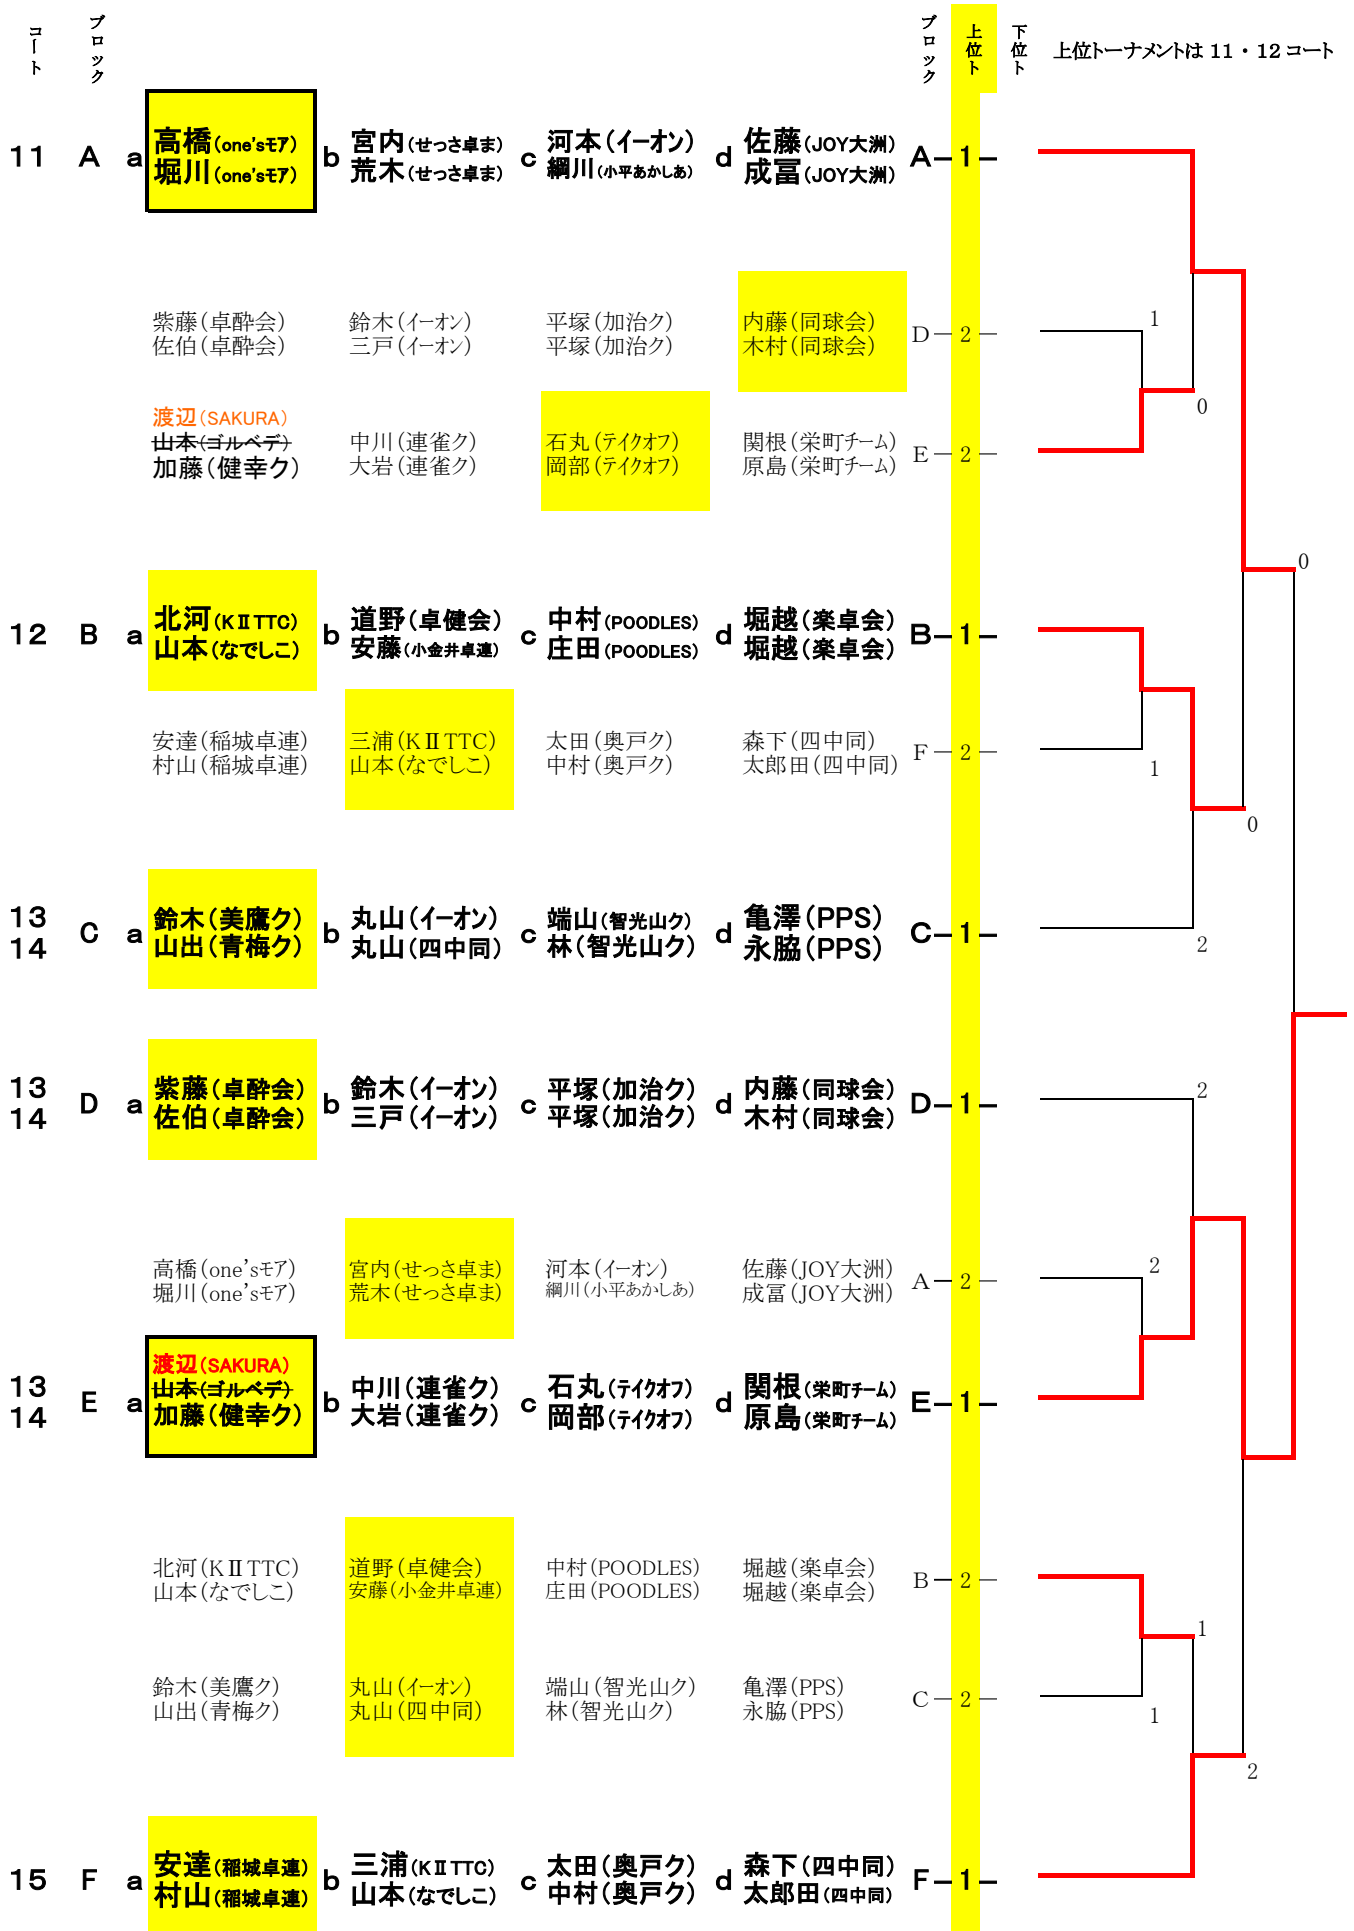 コート ブロック ブロック 上位ト 下位ト 上位トーナメントは 11・12 コート
11 A a 高橋(one'sモア) b 宮内(せっさ卓ま) c 河本(イーオン) d 佐藤(JOY大洲) A 1
堀川(one'sモア) 荒木(せっさ卓ま) 綱川(小平あかしあ) 成冨(JOY大洲)
紫藤(卓酔会) 鈴木(イーオン) 平塚(加治ク) 内藤(同球会) D 2 1
佐伯(卓酔会) 三戸(イーオン) 平塚(加治ク) 木村(同球会)
0
渡辺(SAKURA)
山本(ゴルベデ) 中川(連雀ク) 石丸(テイクオフ) 関根(栄町チーム) E 2
加藤(健幸ク) 大岩(連雀ク) 岡部(テイクオフ) 原島(栄町チーム)
0
12 B a 北河(KⅡTTC) b 道野(卓健会) c 中村(POODLES) d 堀越(楽卓会) B 1
山本(なでしこ) 安藤(小金井卓連) 庄田(POODLES) 堀越(楽卓会)
安達(稲城卓連) 三浦(KⅡTTC) 太田(奥戸ク) 森下(四中同) F 2
村山(稲城卓連) 山本(なでしこ) 中村(奥戸ク) 太郎田(四中同) 1
0
13 C a 鈴木(美鷹ク) b 丸山(イーオン) c 端山(智光山ク) d 亀澤(PPS) C 1
14 山出(青梅ク) 丸山(四中同) 林(智光山ク) 永脇(PPS) 2
13 D a 紫藤(卓酔会) b 鈴木(イーオン) c 平塚(加治ク) d 内藤(同球会) D 1 2
14 佐伯(卓酔会) 三戸(イーオン) 平塚(加治ク) 木村(同球会)
高橋(one'sモア) 宮内(せっさ卓ま) 河本(イーオン) 佐藤(JOY大洲) A 2 2
堀川(one'sモア) 荒木(せっさ卓ま) 綱川(小平あかしあ) 成冨(JOY大洲)
渡辺(SAKURA)
13 E a 山本(ゴルベデ) b 中川(連雀ク) c 石丸(テイクオフ) d 関根(栄町チーム) E 1
14 加藤(健幸ク) 大岩(連雀ク) 岡部(テイクオフ) 原島(栄町チーム)
北河(KⅡTTC) 道野(卓健会) 中村(POODLES) 堀越(楽卓会) B 2
山本(なでしこ) 安藤(小金井卓連) 庄田(POODLES) 堀越(楽卓会)
1
鈴木(美鷹ク) 丸山(イーオン) 端山(智光山ク) 亀澤(PPS) C 2
山出(青梅ク) 丸山(四中同) 林(智光山ク) 永脇(PPS) 1
2
15 F a 安達(稲城卓連) b 三浦(KⅡTTC) c 太田(奥戸ク) d 森下(四中同) F 1
村山(稲城卓連) 山本(なでしこ) 中村(奥戸ク) 太郎田(四中同)